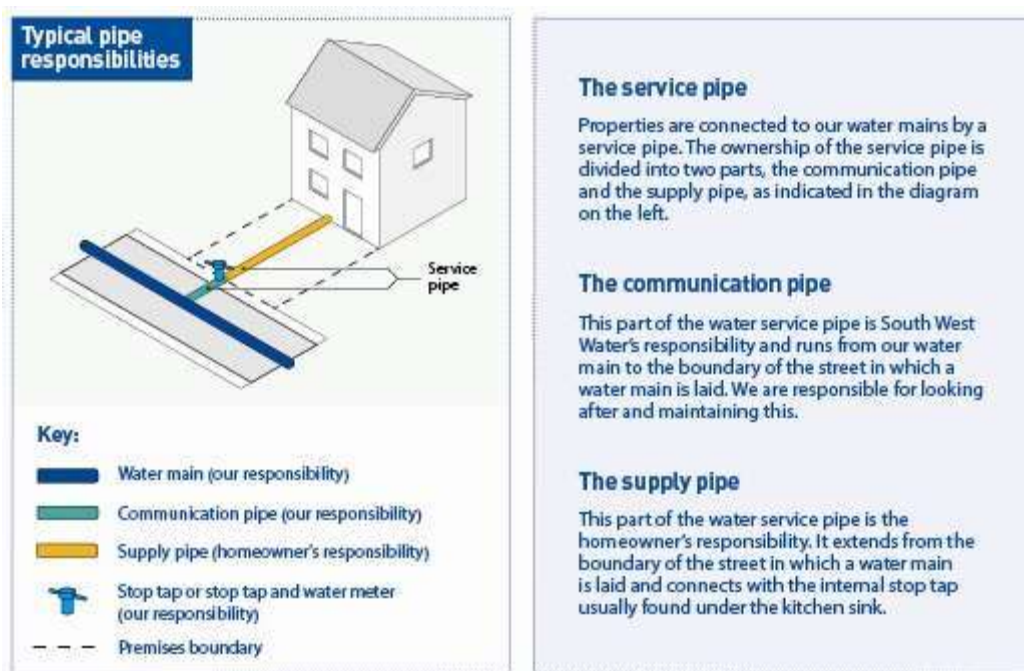 Typical pipe
responsibilities
Service
pipe
Key:
Water main (our responsibility)
Communication pipe (our responsibility)
Supply pipe (homeowner's responsibility)
Stop tap or stop tap and water meter
(our responsibility)
Premises boundary
The service pipe
Properties are connected to our water mains by a
service pipe. The ownership of the service pipe is
divided into two parts, the communication pipe
and the supply pipe, as indicated in the diagram
on the left.
The communication pipe
This part of the water service pipe is South West
Water's responsibility and runs from our water
main to the boundary of the street in which a
water main is laid. We are responsible for looking
after and maintaining this.
The supply pipe
This part of the water service pipe is the
homeowner's responsibility. It extends from the
boundary of the street in which a water main
is laid and connects with the internal stop tap
usually found under the kitchen sink.